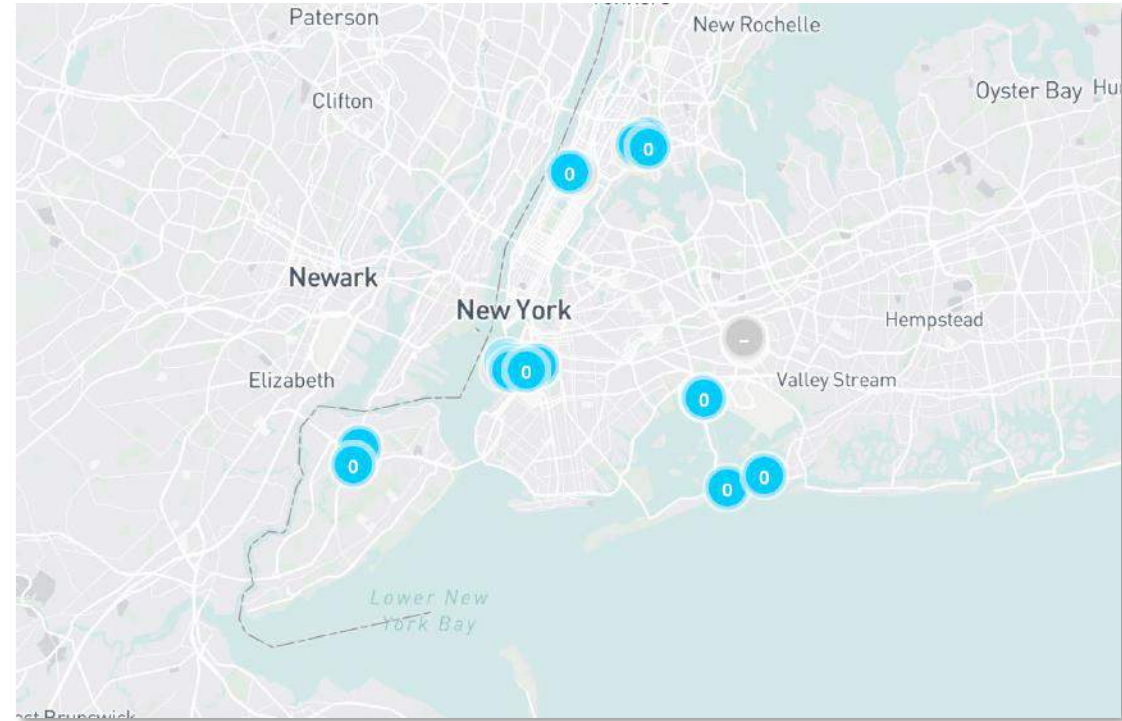 Paterson
New Rochelle
Clifton
Oyster Bay
0
0
Newark
New York
Hempstead
-
0
Elizabeth
Valley Stream
0
0
0
0
Lower New
York Bay